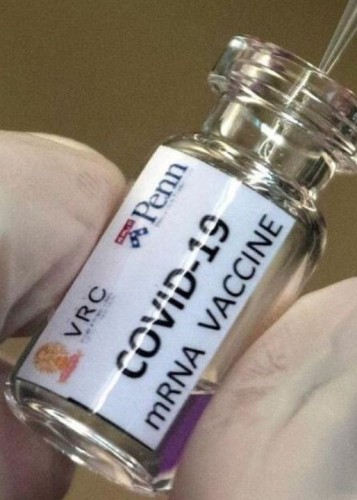 Penn
VRC
COVID-19
mRNA VACCINE